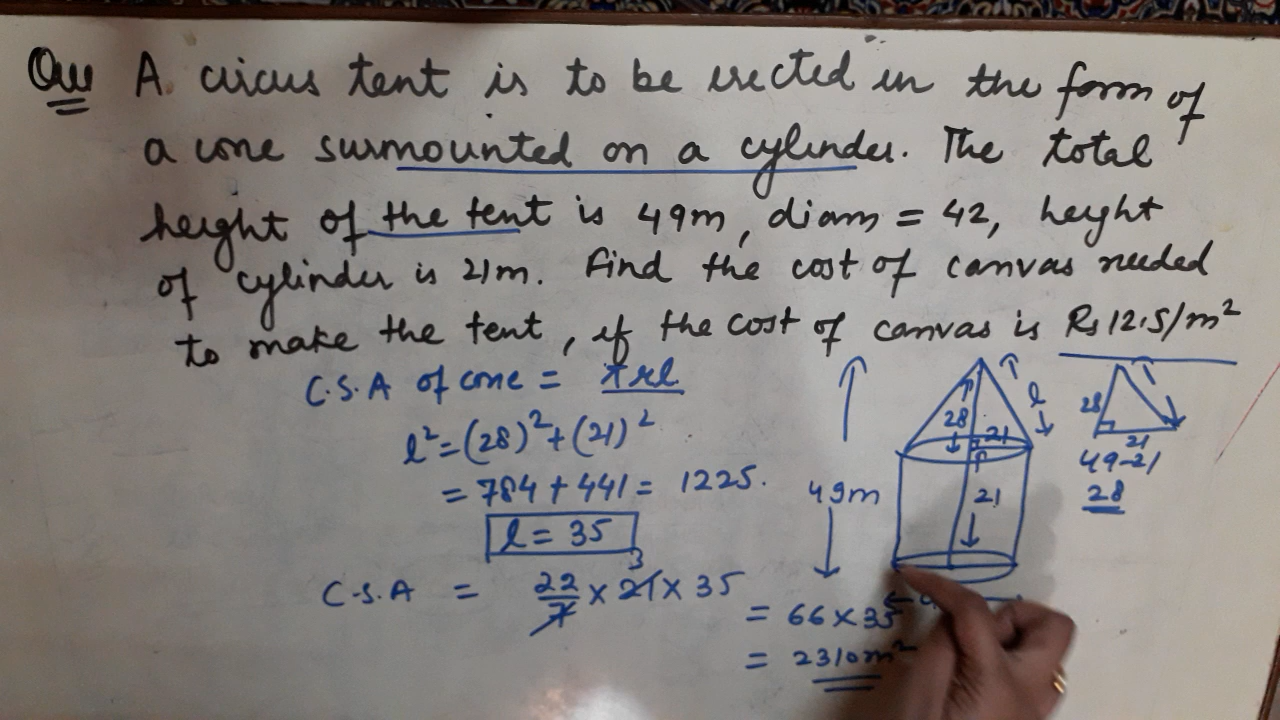 Que A circus tent is to be erected in the form of
a cone surmounted on a cylinder. The total
height of the tent is 49m, diam = 42, height
of cylinder is 21m. Find the cost of canvas needed
to make the tent, if the cost of canvas is Rs 12.5/m²
C.S.A of cone = πrl
l² = (28)² + (21)²
= 784 + 441 = 1225.
l = 35
C.S.A = 22/7 × 21 × 35
3
= 66 × 35
= 2310m²
49m
28
21
l
21
28
21
49-21
28